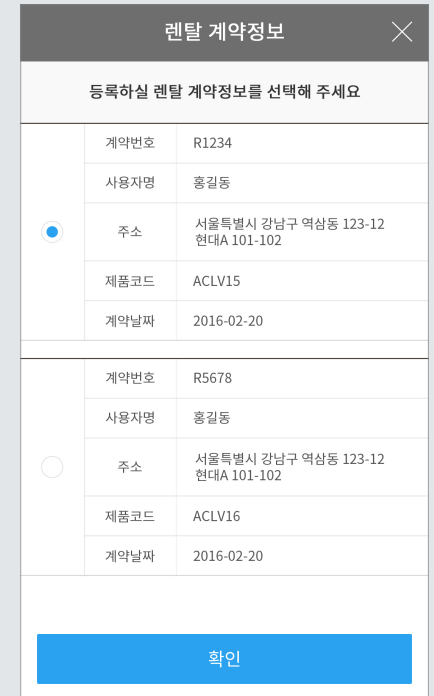 렌탈 계약정보
등록하실 렌탈 계약정보를 선택해 주세요
계약번호 R1234
사용자명 홍길동
주소 서울특별시 강남구 역삼동 123-12
현대A 101-102
제품코드 ACLV15
계약날짜 2016-02-20
계약번호 R5678
사용자명 홍길동
주소 서울특별시 강남구 역삼동 123-12
현대A 101-102
제품코드 ACLV16
계약날짜 2016-02-20
확인